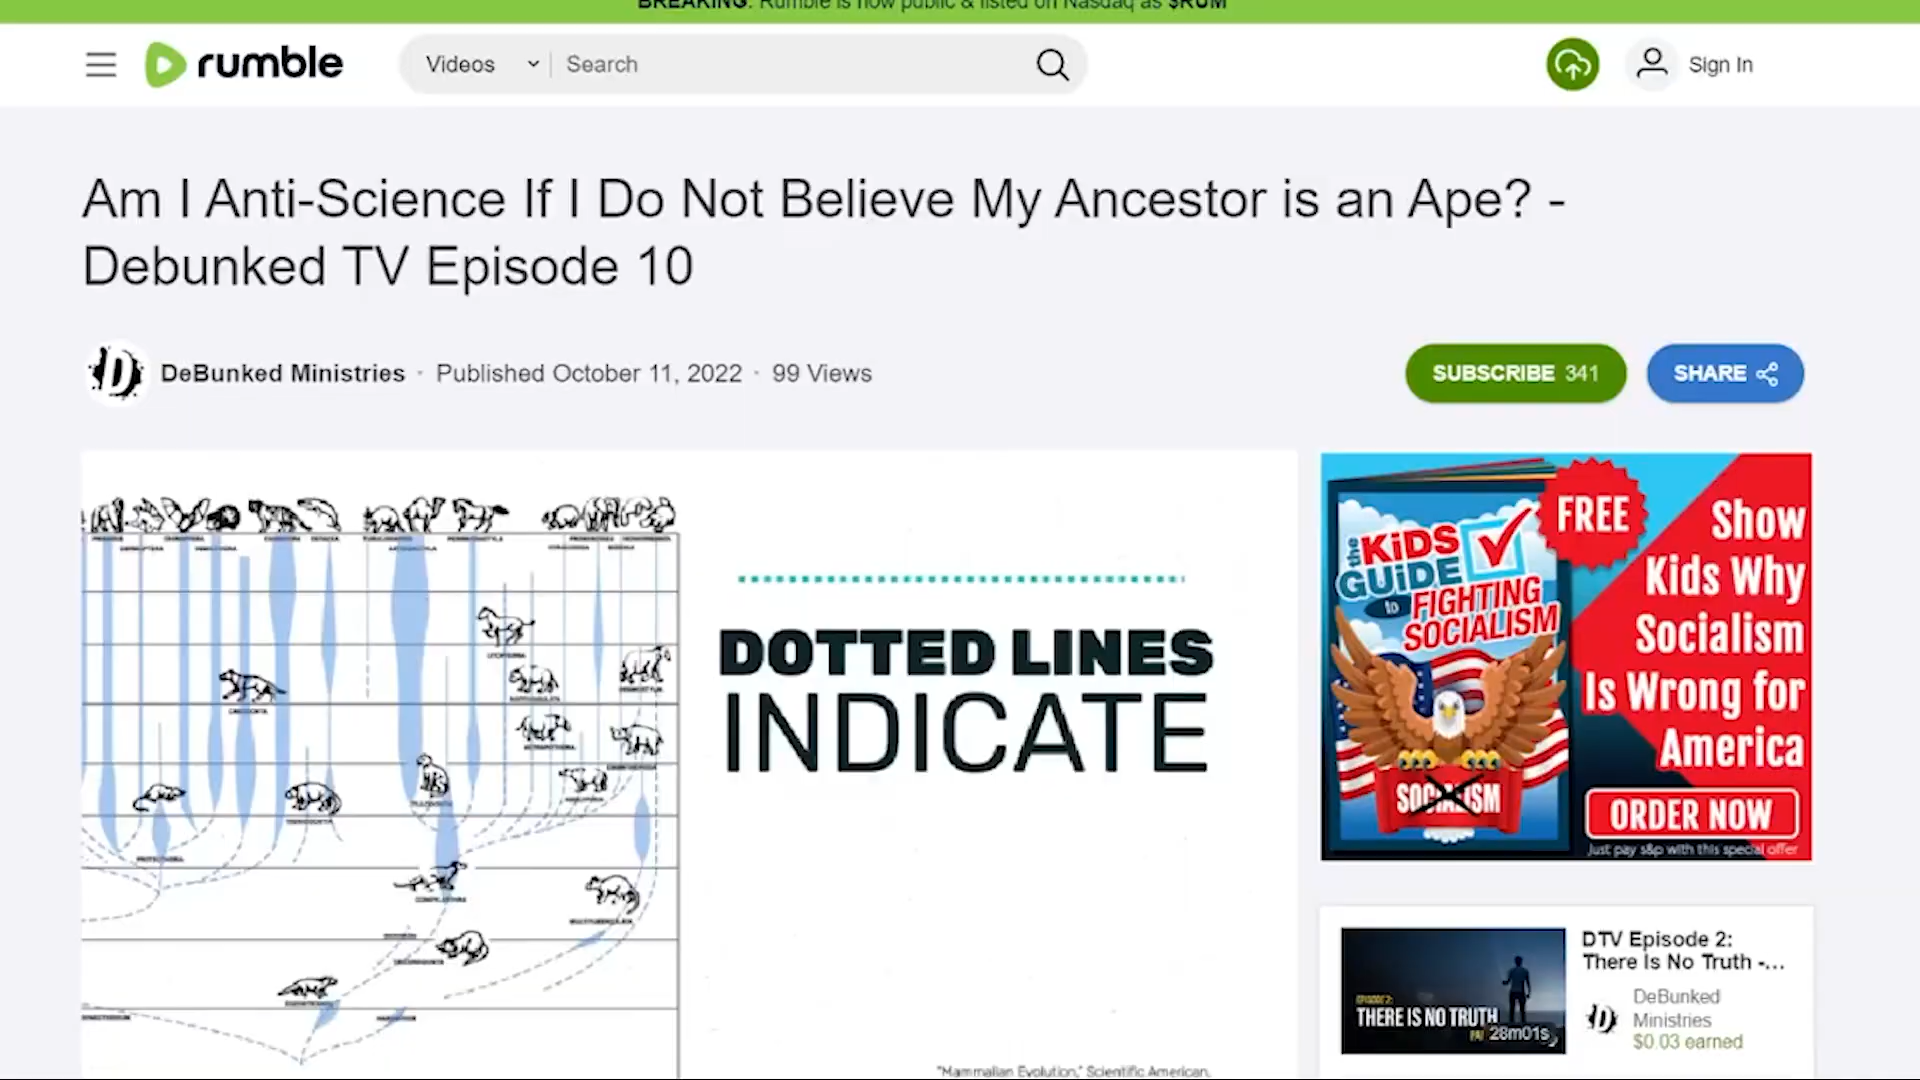 BREAKING: Rumble is now public & listed on Nasdaq as $RUM
rumble
Videos
Search
Sign In
Am I Anti-Science If I Do Not Believe My Ancestor is an Ape? -
Debunked TV Episode 10
D
DeBunked Ministries · Published October 11, 2022 · 99 Views
SUBSCRIBE 341
SHARE
DOTTED LINES
INDICATE
"Mammalian Evolution," Scientific American,
the KiDS
GUiDE
to FIGHTING
SOCIALISM
SOCIALISM
FREE
Show
Kids Why
Socialism
Is Wrong for
America
ORDER NOW
Just pay s&p with this special offer
EPISODE 2:
THERE IS NO TRUTH
28m01s
DTV Episode 2:
There Is No Truth -...
D
DeBunked
Ministries
$0.03 earned